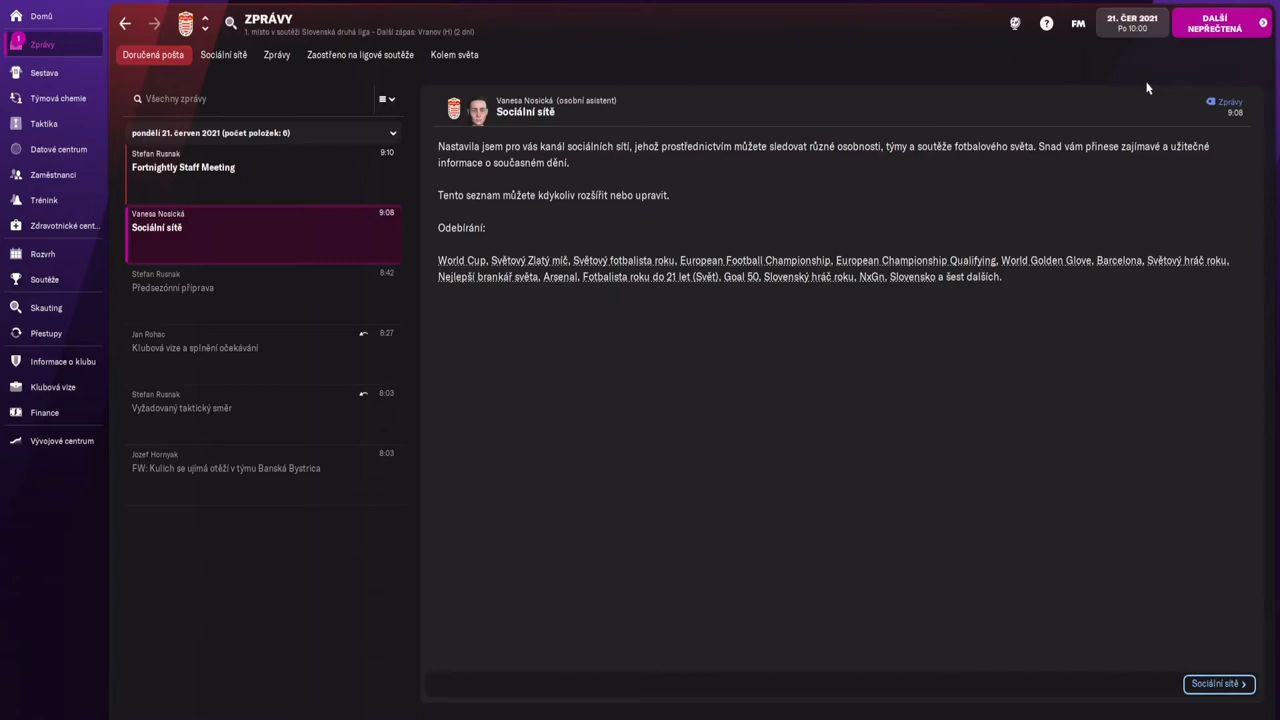 Domů
1
Zprávy
Sestava
Týmová chemie
Taktika
Datové centrum
Zaměstnanci
Trénink
Zdravotnické cent...
Rozvrh
Soutěže
Skauting
Přestupy
Informace o klubu
Klubová vize
Finance
Vývojové centrum
ZPRÁVY
1. místo v soutěži Slovenská druhá liga - Další zápas: Vranov (H) (2 dní)
?
FM
21. ČER 2021
Po 10:00
DALŠÍ
NEPŘEČTENÁ
Doručená pošta
Sociální sítě
Zprávy
Zaostřeno na ligové soutěže
Kolem světa
Všechny zprávy
pondělí 21. červen 2021 (počet položek: 6)
Stefan Rusnak 9:10
Fortnightly Staff Meeting
Vanesa Nosická 9:08
Sociální sítě
Stefan Rusnak 8:42
Předsezónní příprava
Jan Rohac 8:27
Klubová vize a splnění očekávání
Stefan Rusnak 8:03
Vyžadovaný taktický směr
Jozef Hornyak 8:03
FW: Kulich se ujímá otěží v týmu Banská Bystrica
Vanesa Nosická (osobní asistent)
Sociální sítě
Zprávy
9:08
Nastavila jsem pro vás kanál sociálních sítí, jehož prostřednictvím můžete sledovat různé osobnosti, týmy a soutěže fotbalového světa. Snad vám přinese zajímavé a užitečné
informace o současném dění.
Tento seznam můžete kdykoliv rozšířit nebo upravit.
Odebírání:
World Cup, Světový Zlatý míč, Světový fotbalista roku, European Football Championship, European Championship Qualifying, World Golden Glove, Barcelona, Světový hráč roku,
Nejlepší brankář světa, Arsenal, Fotbalista roku do 21 let (Svět), Goal 50, Slovenský hráč roku, NxGn, Slovensko a šest dalších.
Sociální sítě